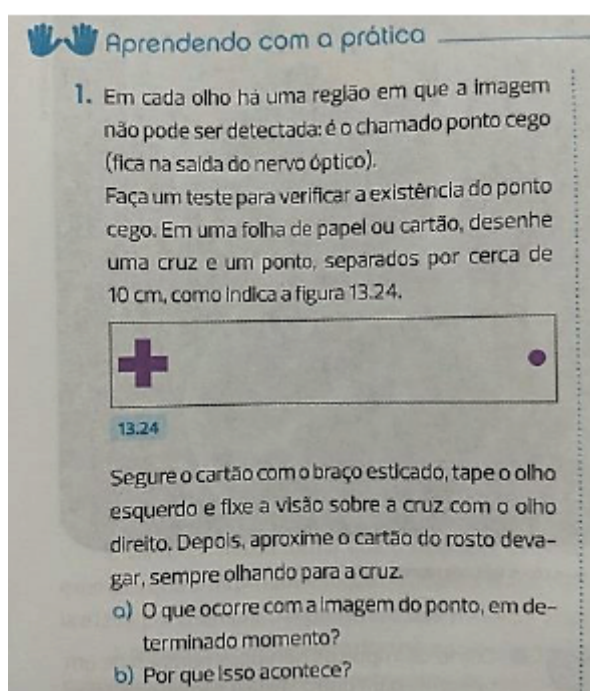 Aprendendo com a prática
1. Em cada olho há uma região em que a imagem
não pode ser detectada: é o chamado ponto cego
(fica na saída do nervo óptico).
Faça um teste para verificar a existência do ponto
cego. Em uma folha de papel ou cartão, desenhe
uma cruz e um ponto, separados por cerca de
10 cm, como indica a figura 13.24.
13.24
Segure o cartão com o braço esticado, tape o olho
esquerdo e fixe a visão sobre a cruz com o olho
direito. Depois, aproxime o cartão do rosto deva-
gar, sempre olhando para a cruz.
a) O que ocorre com a imagem do ponto, em de-
terminado momento?
b) Por que isso acontece?